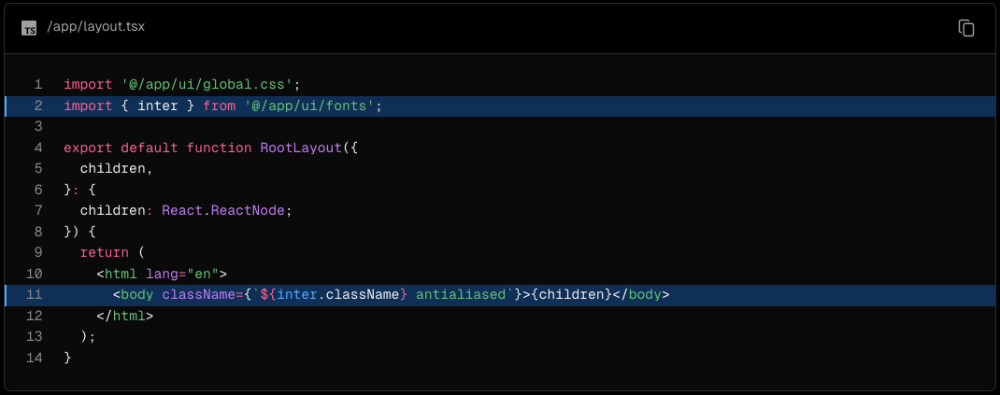 TS /app/layout.tsx
1 import '@/app/ui/global.css';
2 import { inter } from '@/app/ui/fonts';
3
4 export default function RootLayout({
5   children,
6 }: {
7   children: React.ReactNode;
8 }) {
9   return (
10     <html lang="en">
11       <body className={`${inter.className} antialiased`}>{children}</body>
12     </html>
13   );
14 }